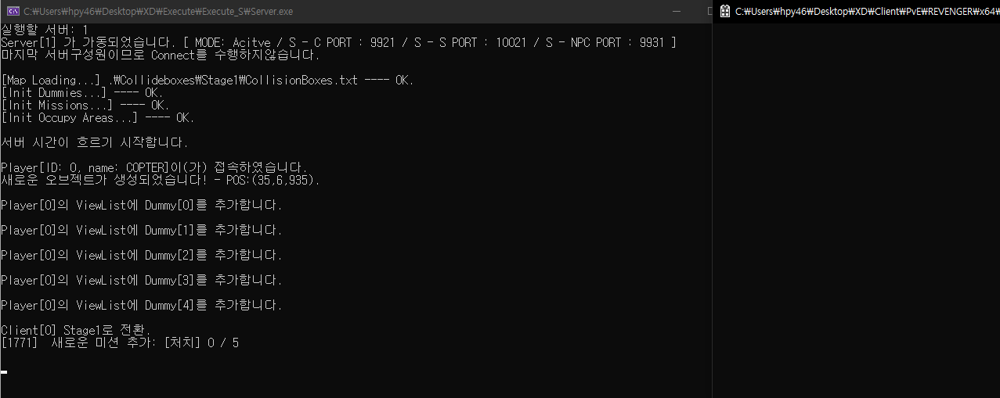 C:₩Users₩hpy46₩Desktop₩XD₩Execute₩Execute_S₩Server.exe
C:₩Users₩hpy46₩Desktop₩XD₩Client₩PvE₩REVENGER₩x64₩
실행할 서버: 1
Server[1] 가 가동되었습니다. [ MODE: Acitve / S - C PORT : 9921 / S - S PORT : 10021 / S - NPC PORT : 9931 ]
마지막 서버구성원이므로 Connect를 수행하지않습니다.
[Map Loading...] .₩Collideboxes₩Stage1₩CollisionBoxes.txt ---- OK.
[Init Dummies...] ---- OK.
[Init Missions...] ---- OK.
[Init Occupy Areas...] ---- OK.
서버 시간이 흐르기 시작합니다.
Player[ID: 0, name: COPTER]이(가) 접속하였습니다.
새로운 오브젝트가 생성되었습니다! - POS:(35,6,935).
Player[0]의 ViewList에 Dummy[0]를 추가합니다.
Player[0]의 ViewList에 Dummy[1]를 추가합니다.
Player[0]의 ViewList에 Dummy[2]를 추가합니다.
Player[0]의 ViewList에 Dummy[3]를 추가합니다.
Player[0]의 ViewList에 Dummy[4]를 추가합니다.
Client[0] Stage1로 전환.
[1771]  새로운 미션 추가: [처치] 0 / 5